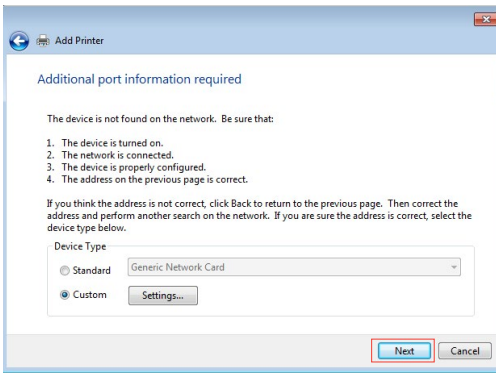 Add Printer
Additional port information required
The device is not found on the network. Be sure that:
1. The device is turned on.
2. The network is connected.
3. The device is properly configured.
4. The address on the previous page is correct.
If you think the address is not correct, click Back to return to the previous page. Then correct the
address and perform another search on the network. If you are sure the address is correct, select the
device type below.
Device Type
Standard Generic Network Card
Custom Settings...
Next Cancel